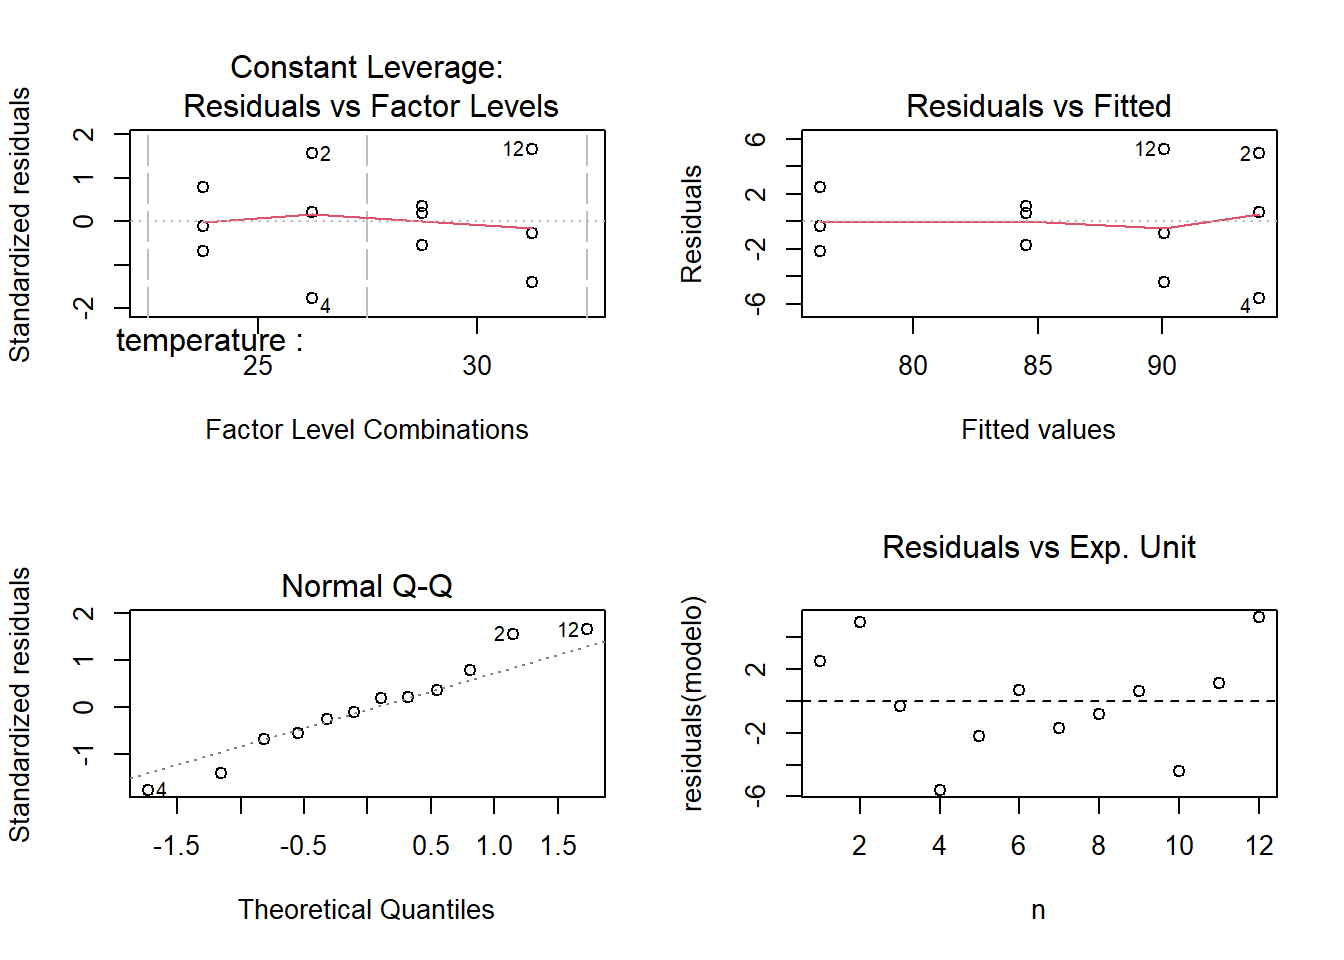 Constant Leverage:
Residuals vs Factor Levels
Standardized residuals
2
1
0
-2
2
4
12
temperature :
25
30
Factor Level Combinations
Residuals vs Fitted
Residuals
6
2
-2
-6
12
2
4
80
85
90
Fitted values
Normal Q-Q
Standardized residuals
2
1
0
-1
4
2
12
-1.5
-0.5
0.5
1.0
1.5
Theoretical Quantiles
Residuals vs Exp. Unit
residuals(modelo)
2
-2
-6
2
4
6
8
10
12
n